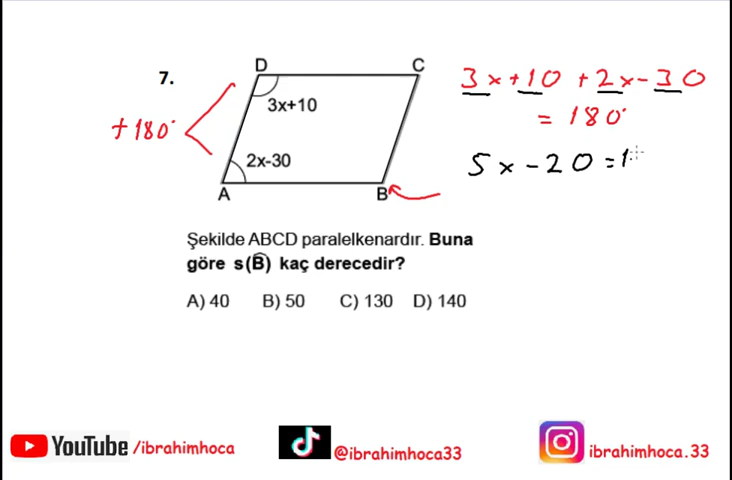 7.
D
C
3x+10
2x-30
A
B
+180°
3x+10 +2x-30
= 180°
5x-20=1
Şekilde ABCD paralelkenardır. Buna
göre s(B) kaç derecedir?
A) 40 B) 50 C) 130 D) 140
YouTube /ibrahimhoca
@ibrahimhoca33
ibrahimhoca.33